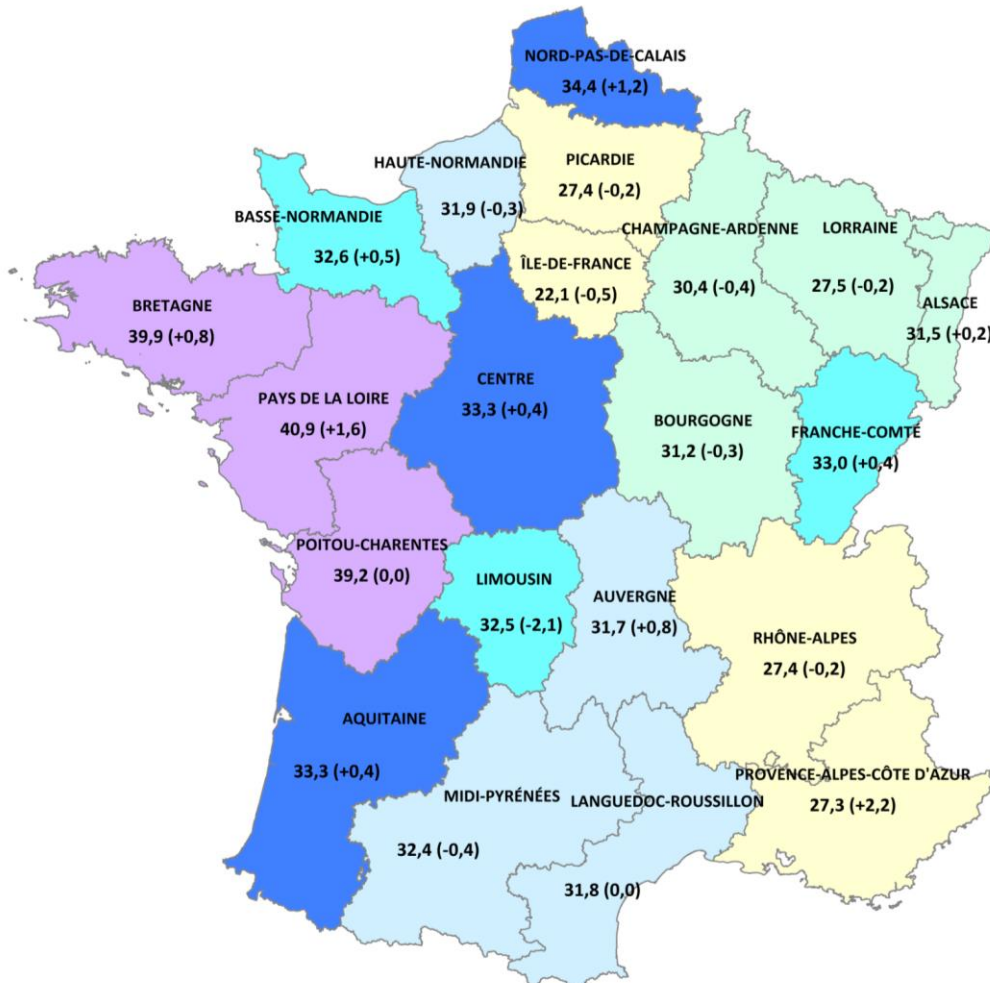 NORD-PAS-DE-CALAIS
34,4 (+1,2)
HAUTE-NORMANDIE
31,9 (-0,3)
PICARDIE
27,4 (-0,2)
BASSE-NORMANDIE
32,6 (+0,5)
ÎLE-DE-FRANCE
22,1 (-0,5)
CHAMPAGNE-ARDENNE
30,4 (-0,4)
LORRAINE
27,5 (-0,2)
ALSACE
31,5 (+0,2)
BRETAGNE
39,9 (+0,8)
PAYS DE LA LOIRE
40,9 (+1,6)
CENTRE
33,3 (+0,4)
BOURGOGNE
31,2 (-0,3)
FRANCHE-COMTÉ
33,0 (+0,4)
POITOU-CHARENTES
39,2 (0,0)
LIMOUSIN
32,5 (-2,1)
AUVERGNE
31,7 (+0,8)
RHÔNE-ALPES
27,4 (-0,2)
AQUITAINE
33,3 (+0,4)
MIDI-PYRÉNÉES
32,4 (-0,4)
LANGUEDOC-ROUSSILLON
31,8 (0,0)
PROVENCE-ALPES-CÔTE D'AZUR
27,3 (+2,2)